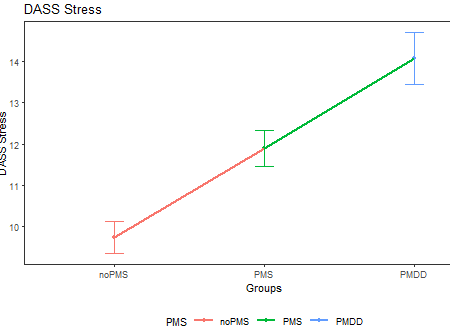 DASS Stress
14
13
12
11
10
DASS Stress
noPMS PMS PMDD
Groups
PMS noPMS PMS PMDD